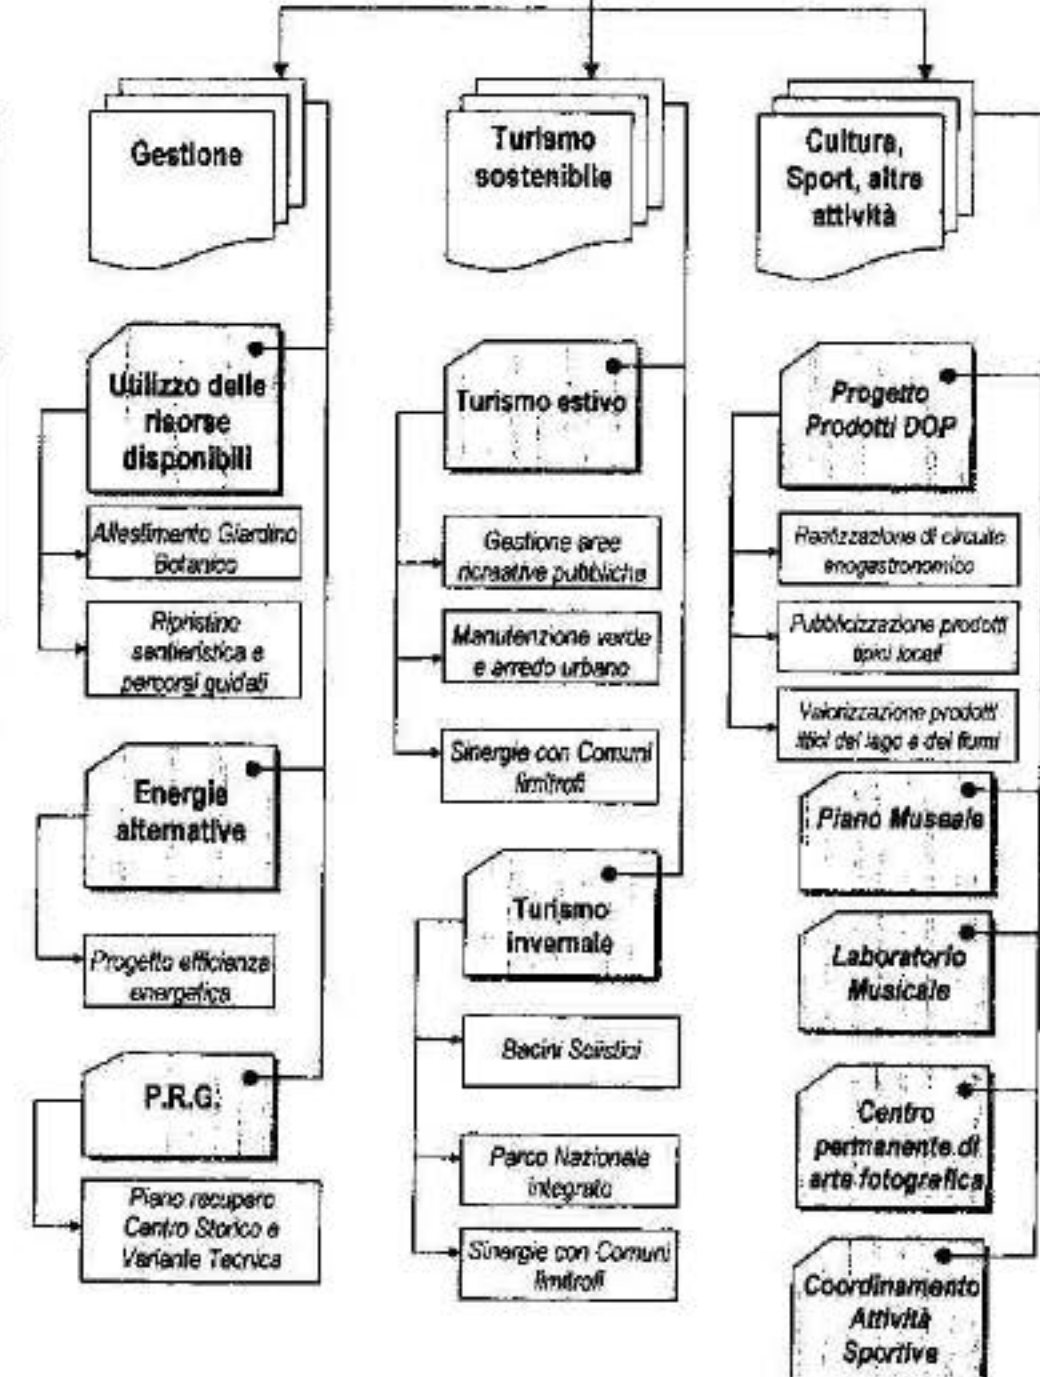 Gestione
Utilizzo delle
risorse
disponibili
Allestimento Giardino
Botanico
Ripristino
sentieristica e
percorsi guidati
Energie
alternative
Progetto efficienza
energetica
P.R.G.
Piano recupero
Centro Storico e
Variante Tecnica
Turismo
sostenibile
Turismo estivo
Gestione aree
ricreative pubbliche
Manutenzione verde
e arredo urbano
Sinergie con Comuni
limitrofi
Turismo
invernale
Bacini Sciistici
Parco Nazionale
integrato
Sinergie con Comuni
limitrofi
Cultura,
Sport, altre
attività
Progetto
Prodotti DOP
Realizzazione di circuito
enogastronomico
Pubblicizzazione prodotti
tipici locali
Valorizzazione prodotti
ittici del lago e dei fiumi
Piano Museale
Laboratorio
Musicale
Centro
permanente di
arte fotografica
Coordinamento
Attività
Sportive